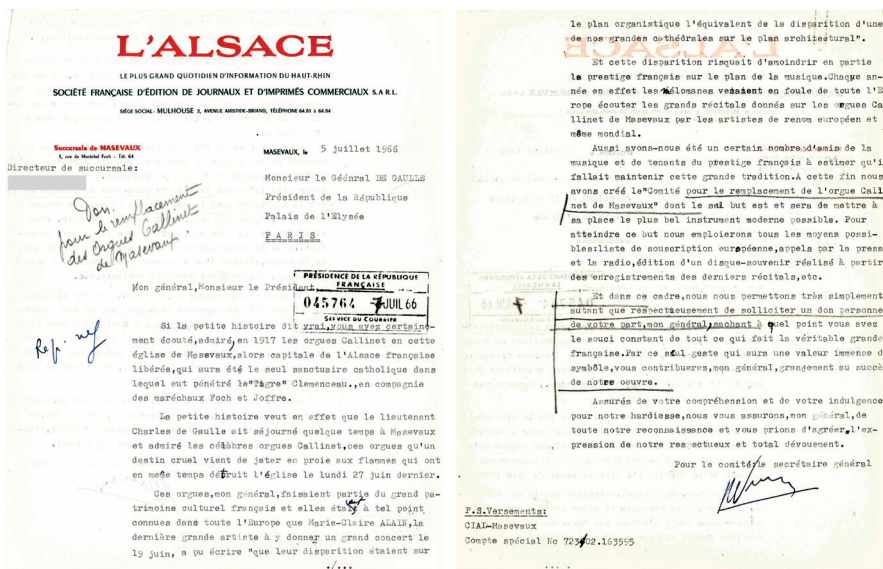 L'ALSACE
LE PLUS GRAND QUOTIDIEN D'INFORMATION DU HAUT-RHIN
SOCIÉTÉ FRANÇAISE D'ÉDITION DE JOURNAUX ET D'IMPRIMÉS COMMERCIAUX S.A.R.L.
SIÈGE SOCIAL: MULHOUSE 2, AVENUE ARISTIDE-BRIAND, TÉLÉPHONE 64.81 à 64.84
Succursale de MASEVAUX
1, rue du Maréchal Foch - Tél. 64
MASEVAUX, le 5 juillet 1966
Directeur de succursale:
Monsieur le Géénral DE GAULLE
Président de la République
Palais de l'Elysée
PARIS
Don
pour le remplacement
des Orgues Callinet
de Masevaux.
Mon général,Monsieur le Président,
PRÉSIDENCE DE LA RÉPUBLIQUE
FRANÇAISE
045764 7 JUIL 66
SERVICE DU COURRIER
Si la petite histoire dit vrai,vous avez certaine-
ment écouté,admiré, en 1917 les orgues Callinet en cette
église de Masevaux,alors capitale de l'Alsace française
libérée,qui aura été le seul sanctuaire catholique dans
lequel eut pénétré le"Tigre" Clemenceau.,en compagnie
des maréchaux Foch et Joffre.
La petite histoire veut en effet que le lieutenant
Charles de Gaulle ait séjourné quelque temps à Masevaux
et admiré les célèbres orgues Callinet,ces orgues qu'un
destin cruel vient de jeter en proie aux flammes qui ont
en même temps détruit l'église le lundi 27 juin dernier.
Ces orgues,mon général,faisaient partie du grand pa-
trimoine culturel français et elles étaient à tel point
connues dans toute l'Europe que Marie-Claire ALAIN,la
dernière grande artiste à y donner un grand concert le
19 juin, a pu écrire "que leur disparition étaient sur
./...
le plan organistique l'équivalent de la disparition d'une
de nos grandes cathédrales sur le plan architectural".
Et cette disparition risquait d'amoindrir en partie
la prestige français sur le plan de la musique.Chaque an-
née en effet les mélomanes venaient en foule de toute l'E
rope écouter les grands récitals donnés sur les orgues Ca
llinet de Masevaux par les artistes de renom européen et
même mondial.
Aussi avons-nous été un certain nombre d'amis de la
musique et de tenants du prestige français à estimer qu'i
fallait maintenir cette grande tradition.A cette fin nous
avons créé le"Comité pour le remplacement de l'orgue Call
net de Masevaux" dont le seul but est et sera de mettre à
sa place le plus bel instrument moderne possible. Pour
atteindre ce but nous emploierons tous les moyens possi-
bles:liste de souscription européenne,appels par la press
et la radio,édition d'un disque-souvenir réalisé à partir
des enregistrements des derniers récitals,etc.
Et dans ce cadre,nous nous permettons très simplement
autant que respectueusement de solliciter un don personne
de votre part,mon général,sachant à quel point vous avez
le souci constant de tout ce qui fait la véritable grande
française.Par ce seul geste qui aura une valeur immense d
symbôle,vous contribuerez,mon général,grangement au succè
de notre oeuvre.
Assurés de votre compréhension et de votre indulgence
pour notre hardiesse,nous vous assurons,mon général,de
toute notre reconnaissance et vous prions d'agréer,l'ex-
pression de notre respectueux et total dévouement.
Pour le comité:le secrétaire général
P.S.Versements:
CIAL-Masevaux
Compte spécial No 723402.163595